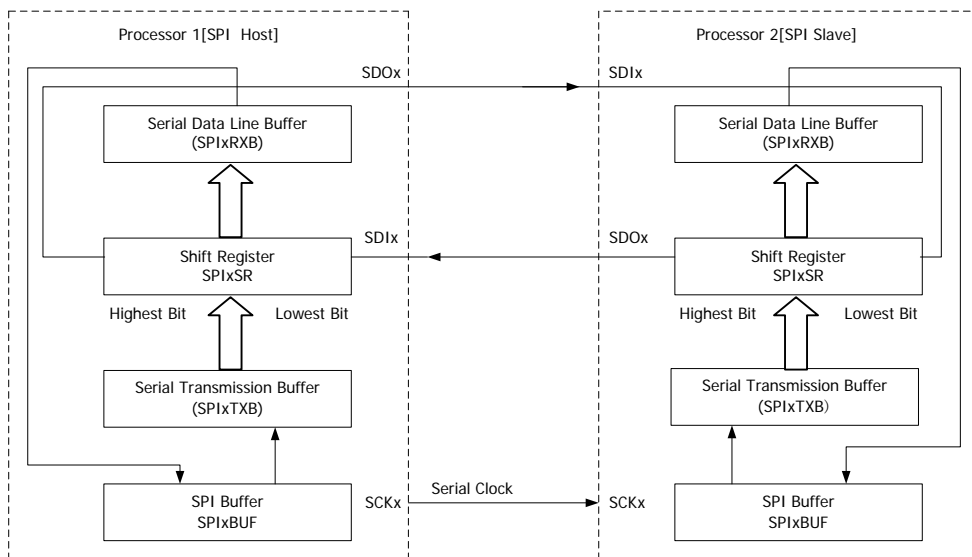 Processor 1[SPI  Host]
SDOx
Serial Data Line Buffer
(SPIxRXB)
SDIx
Shift Register
SPIxSR
Highest Bit
Lowest Bit
Serial Transmission Buffer
(SPIxTXB)
SPI Buffer
SPIxBUF
SCKx
Serial Clock
Processor 2[SPI Slave]
SDIx
Serial Data Line Buffer
(SPIxRXB)
SDOx
Shift Register
SPIxSR
Highest Bit
Lowest Bit
Serial Transmission Buffer
(SPIxTXB)
SCKx
SPI Buffer
SPIxBUF